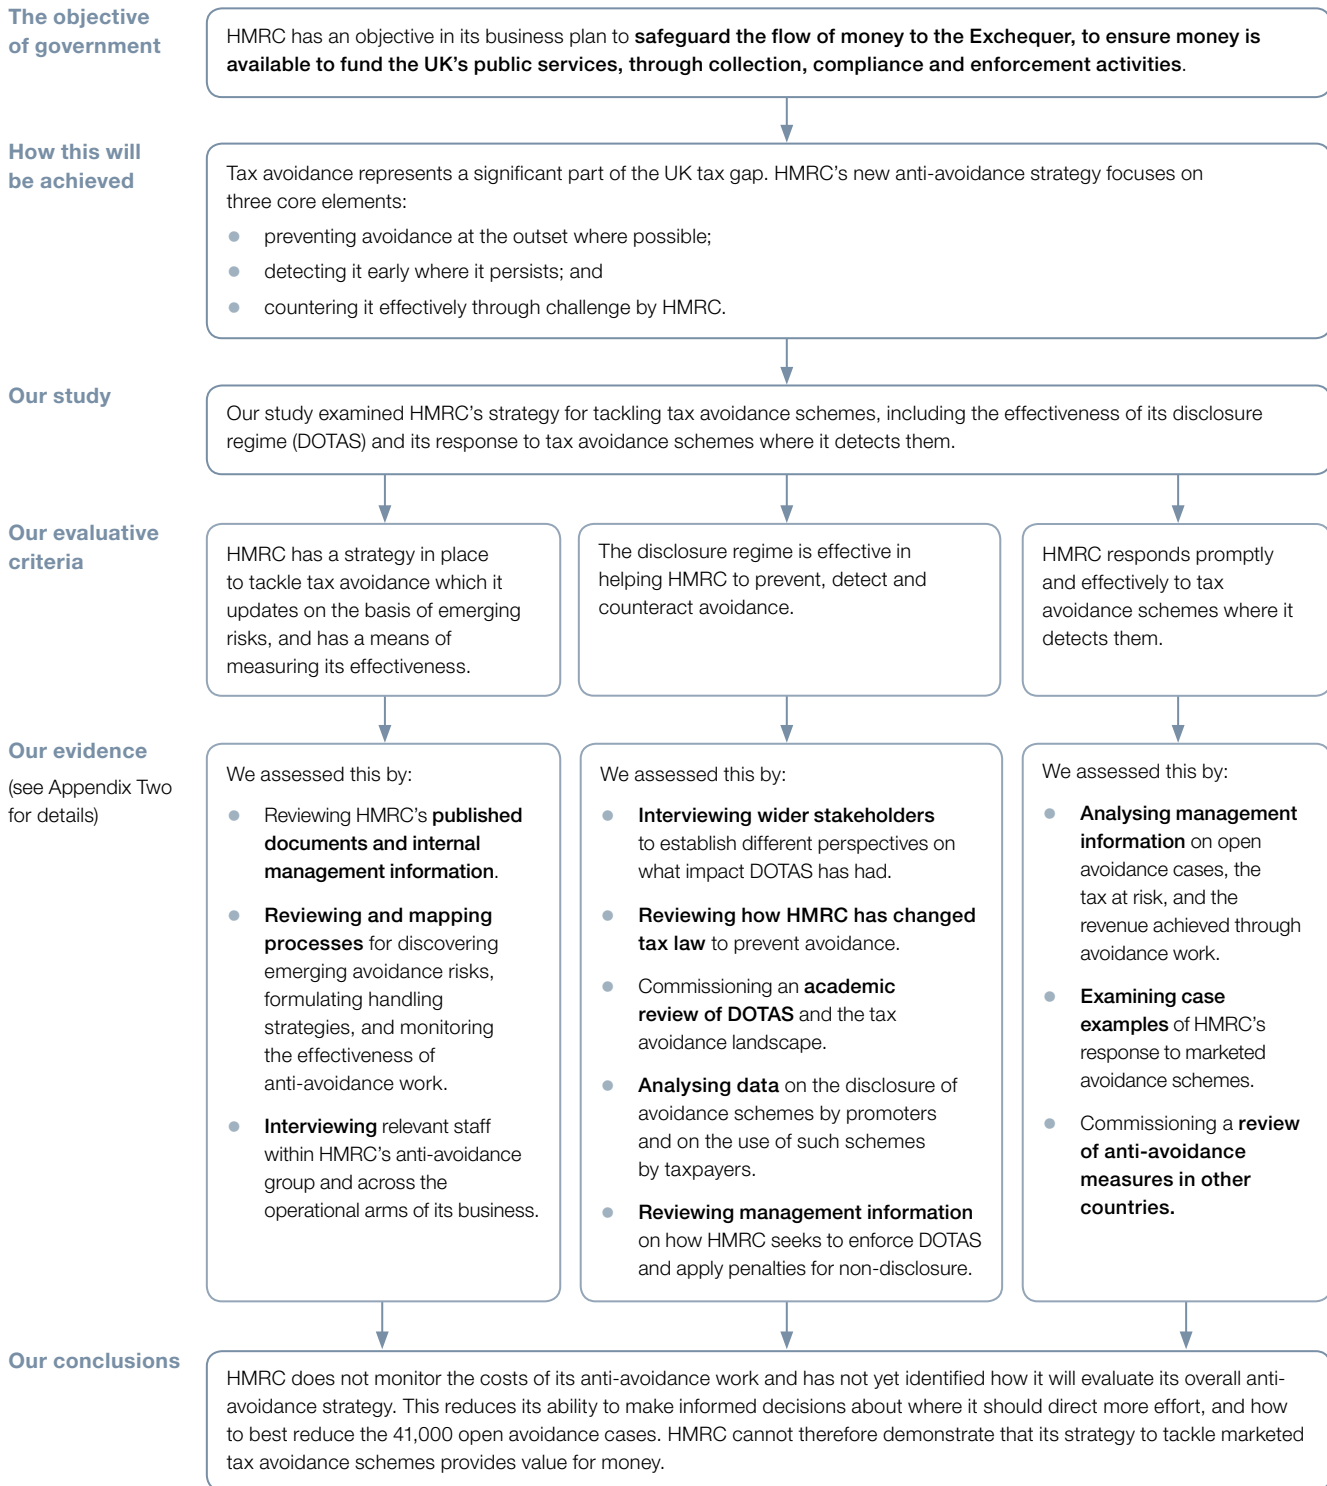 The objective
of government
HMRC has an objective in its business plan to safeguard the flow of money to the Exchequer, to ensure money is
available to fund the UK's public services, through collection, compliance and enforcement activities.
How this will
be achieved
Tax avoidance represents a significant part of the UK tax gap. HMRC's new anti-avoidance strategy focuses on
three core elements:
● preventing avoidance at the outset where possible;
● detecting it early where it persists; and
● countering it effectively through challenge by HMRC.
Our study
Our study examined HMRC's strategy for tackling tax avoidance schemes, including the effectiveness of its disclosure
regime (DOTAS) and its response to tax avoidance schemes where it detects them.
Our evaluative
criteria
HMRC has a strategy in place
to tackle tax avoidance which it
updates on the basis of emerging
risks, and has a means of
measuring its effectiveness.
The disclosure regime is effective in
helping HMRC to prevent, detect and
counteract avoidance.
HMRC responds promptly
and effectively to tax
avoidance schemes where it
detects them.
Our evidence
(see Appendix Two
for details)
We assessed this by:
● Reviewing HMRC's published
documents and internal
management information.
● Reviewing and mapping
processes for discovering
emerging avoidance risks,
formulating handling
strategies, and monitoring
the effectiveness of
anti-avoidance work.
● Interviewing relevant staff
within HMRC's anti-avoidance
group and across the
operational arms of its business.
We assessed this by:
● Interviewing wider stakeholders
to establish different perspectives on
what impact DOTAS has had.
● Reviewing how HMRC has changed
tax law to prevent avoidance.
● Commissioning an academic
review of DOTAS and the tax
avoidance landscape.
● Analysing data on the disclosure of
avoidance schemes by promoters
and on the use of such schemes
by taxpayers.
● Reviewing management information
on how HMRC seeks to enforce DOTAS
and apply penalties for non-disclosure.
We assessed this by:
● Analysing management
information on open
avoidance cases, the
tax at risk, and the
revenue achieved through
avoidance work.
● Examining case
examples of HMRC's
response to marketed
avoidance schemes.
● Commissioning a review
of anti-avoidance
measures in other
countries.
Our conclusions
HMRC does not monitor the costs of its anti-avoidance work and has not yet identified how it will evaluate its overall anti-
avoidance strategy. This reduces its ability to make informed decisions about where it should direct more effort, and how
to best reduce the 41,000 open avoidance cases. HMRC cannot therefore demonstrate that its strategy to tackle marketed
tax avoidance schemes provides value for money.